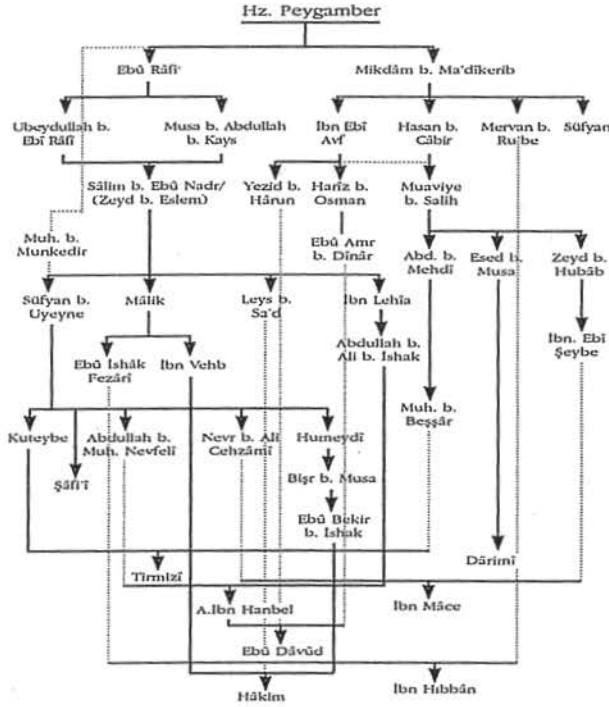 Hz. Peygamber
Ebû Râfi'
Mikdâm b. Ma'dîkerib
Ubeydullah b.
Ebî Râfî
Musa b. Abdullah
b. Kays
İbn Ebî
Avf
Hasan b.
Câbir
Mervan b.
Ru'be
Süfyan
Sâlim b. Ebû Nadr/
(Zeyd b. Eslem)
Yezid b.
Hârun
Harîz b.
Osman
Muaviye
b. Salih
Muh. b.
Munkedir
Ebû Amr
b. Dînâr
Abd. b.
Mehdî
Esed b.
Musa
Zeyd b.
Hubâb
Süfyan b.
Uyeyne
Mâlik
Leys b.
Sa'd
İbn Lehîa
Ebû İshâk
Fezârî
İbn Vehb
Abdullah b.
Ali b. İshak
İbn. Ebî
Şeybe
Muh. b.
Beşşâr
Kuteybe
Abdullah b.
Muh. Nevfelî
Nevr b. Ali
Cehzâmî
Humeydî
Şâfi'î
Bişr b. Musa
Ebû Bekir
b. İshak
Dârimî
Tirmizî
A.İbn Hanbel
İbn Mâce
Ebû Dâvûd
Hâkim
İbn Hıbbân